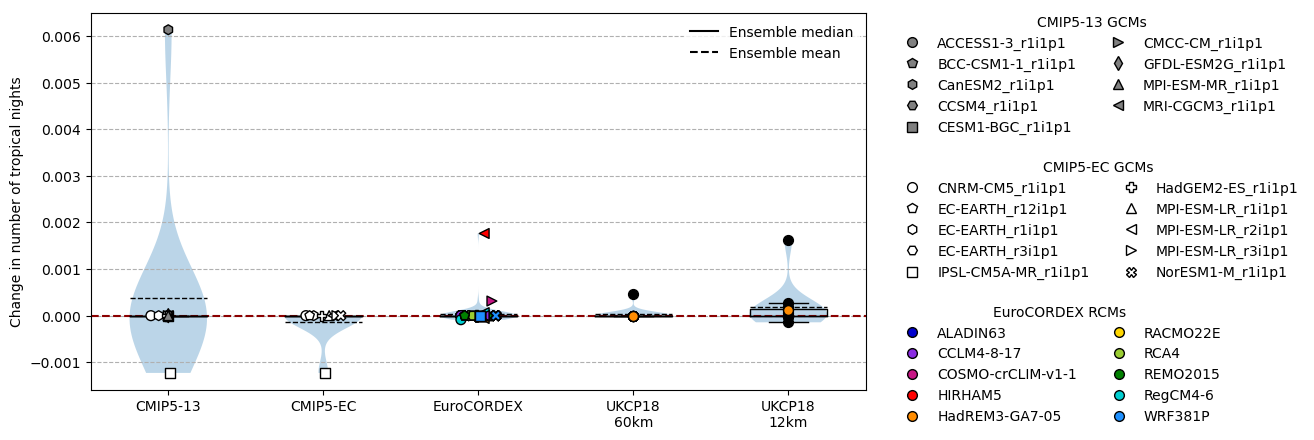 Change in number of tropical nights
0.006
0.005
0.004
0.003
0.002
0.001
0.000
−0.001
Ensemble median
Ensemble mean
CMIP5-13
CMIP5-EC
EuroCORDEX
UKCP18
60km
UKCP18
12km
CMIP5-13 GCMs
ACCESS1-3_r1i1p1
BCC-CSM1-1_r1i1p1
CanESM2_r1i1p1
CCSM4_r1i1p1
CESM1-BGC_r1i1p1
CMCC-CM_r1i1p1
GFDL-ESM2G_r1i1p1
MPI-ESM-MR_r1i1p1
MRI-CGCM3_r1i1p1
CMIP5-EC GCMs
CNRM-CM5_r1i1p1
EC-EARTH_r12i1p1
EC-EARTH_r1i1p1
EC-EARTH_r3i1p1
IPSL-CM5A-MR_r1i1p1
HadGEM2-ES_r1i1p1
MPI-ESM-LR_r1i1p1
MPI-ESM-LR_r2i1p1
MPI-ESM-LR_r3i1p1
NorESM1-M_r1i1p1
EuroCORDEX RCMs
ALADIN63
CCLM4-8-17
COSMO-crCLIM-v1-1
HIRHAM5
HadREM3-GA7-05
RACMO22E
RCA4
REMO2015
RegCM4-6
WRF381P